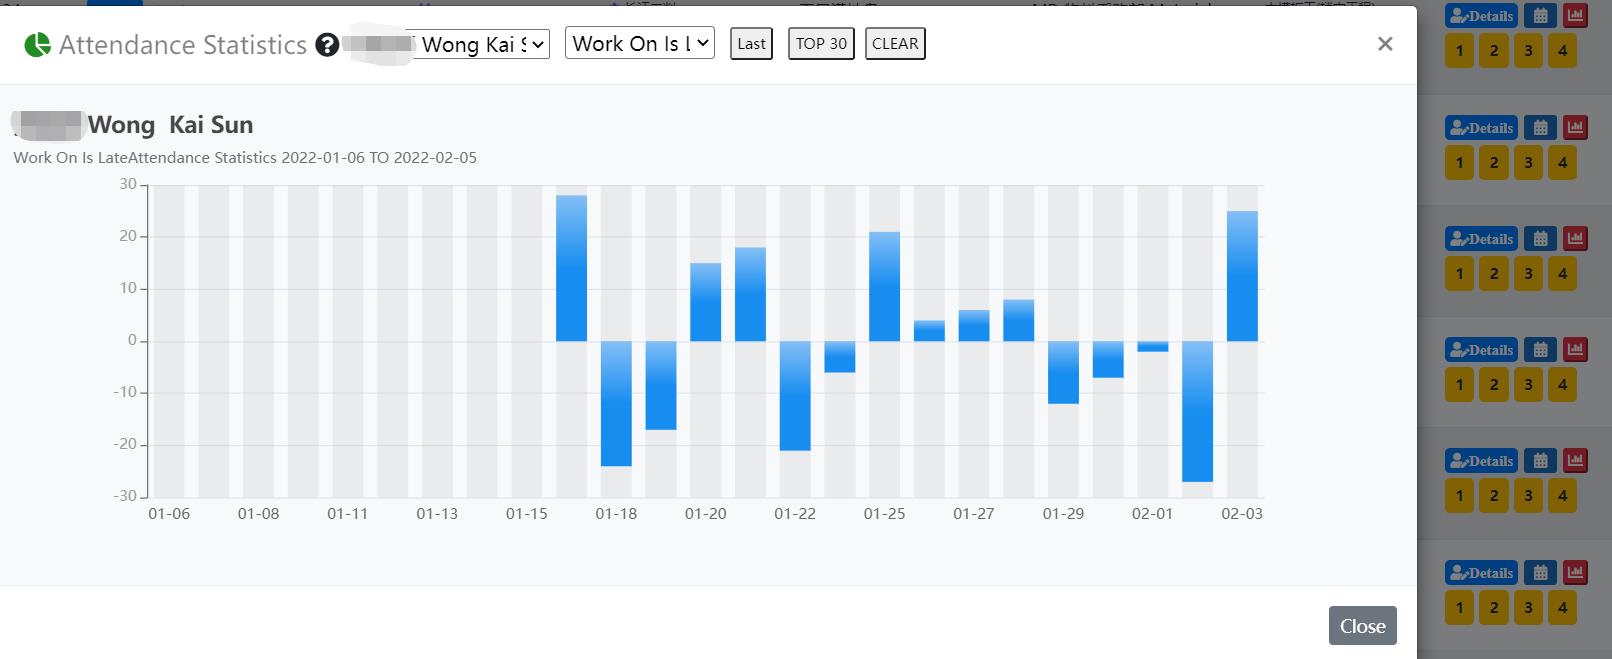 Attendance Statistics ? Wong Kai S Work On Is L Last TOP 30 CLEAR ×
Wong Kai Sun
Work On Is LateAttendance Statistics 2022-01-06 TO 2022-02-05
30
20
10
0
-10
-20
-30
01-06 01-08 01-11 01-13 01-15 01-18 01-20 01-22 01-25 01-27 01-29 02-01 02-03
Close
Details
1 2 3 4
Details
1 2 3 4
Details
1 2 3 4
Details
1 2 3 4
Details
1 2 3 4
Details
1 2 3 4